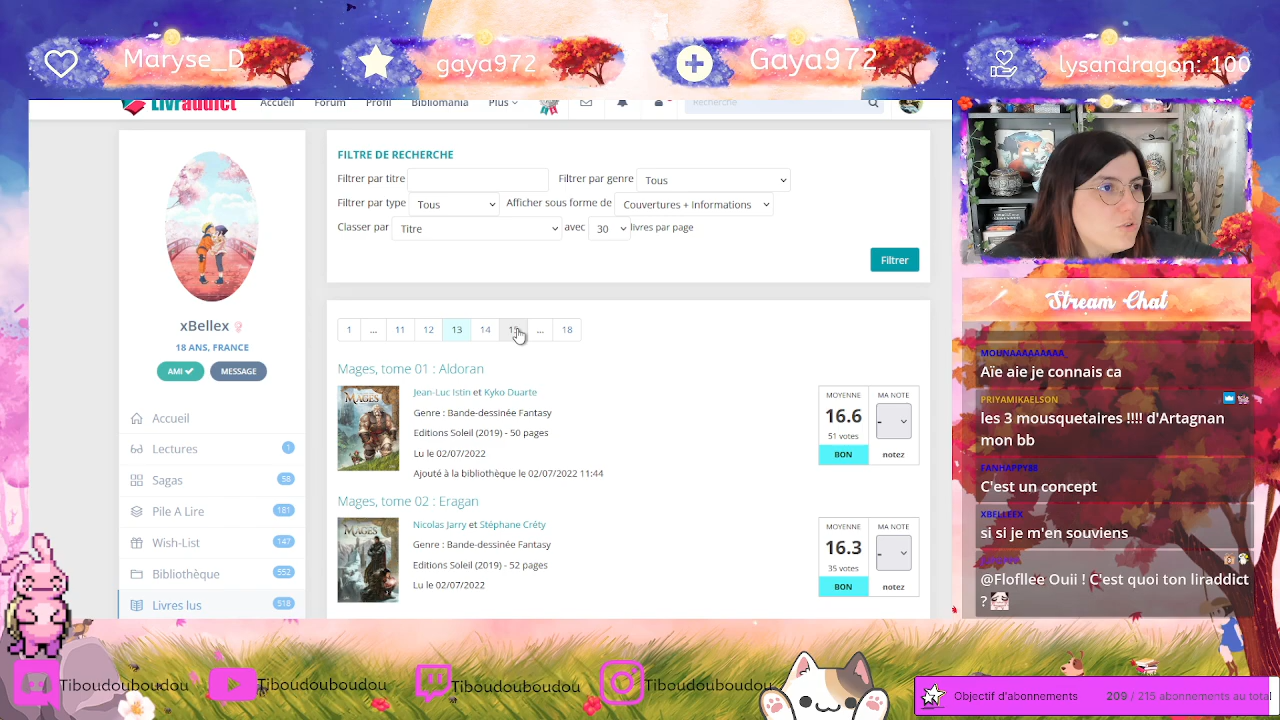 Maryse_D
gaya972
Gaya972
lysandragon: 100
Livraddict
Accueil
Forum
Profil
Bibliomania
Plus
Recherche
xBellex
18 ANS, FRANCE
AMI
MESSAGE
Accueil
Lectures 1
Sagas 58
Pile A Lire 181
Wish-List 147
Bibliothèque 552
Livres lus 518
FILTRE DE RECHERCHE
Filtrer par titre
Filtrer par genre Tous
Filtrer par type Tous
Afficher sous forme de Couvertures + Informations
Classer par Titre avec 30 livres par page
Filtrer
1 ... 11 12 13 14 15 ... 18
Mages, tome 01 : Aldoran
MAGES
Jean-Luc Istin et Kyko Duarte
Genre : Bande-dessinée Fantasy
Editions Soleil (2019) - 50 pages
Lu le 02/07/2022
Ajouté à la bibliothèque le 02/07/2022 11:44
MOYENNE
16.6
51 votes
BON
MA NOTE
-
notez
Mages, tome 02 : Eragan
MAGES
Nicolas Jarry et Stéphane Créty
Genre : Bande-dessinée Fantasy
Editions Soleil (2019) - 52 pages
Lu le 02/07/2022
MOYENNE
16.3
35 votes
BON
MA NOTE
-
notez
Stream Chat
MOUNAAAAAAAAA_
Aïe aie je connais ca
PRIYAMIKAELSON
les 3 mousquetaires !!!! d'Artagnan
mon bb
FANHAPPY88
C'est un concept
XBELLEEX
si si je m'en souviens
@Flofllee Ouii ! C'est quoi ton liraddict
?
Tiboudouboudou
Tiboudouboudou
Tiboudouboudou
Tiboudouboudou
Objectif d'abonnements
209 / 215 abonnements au total